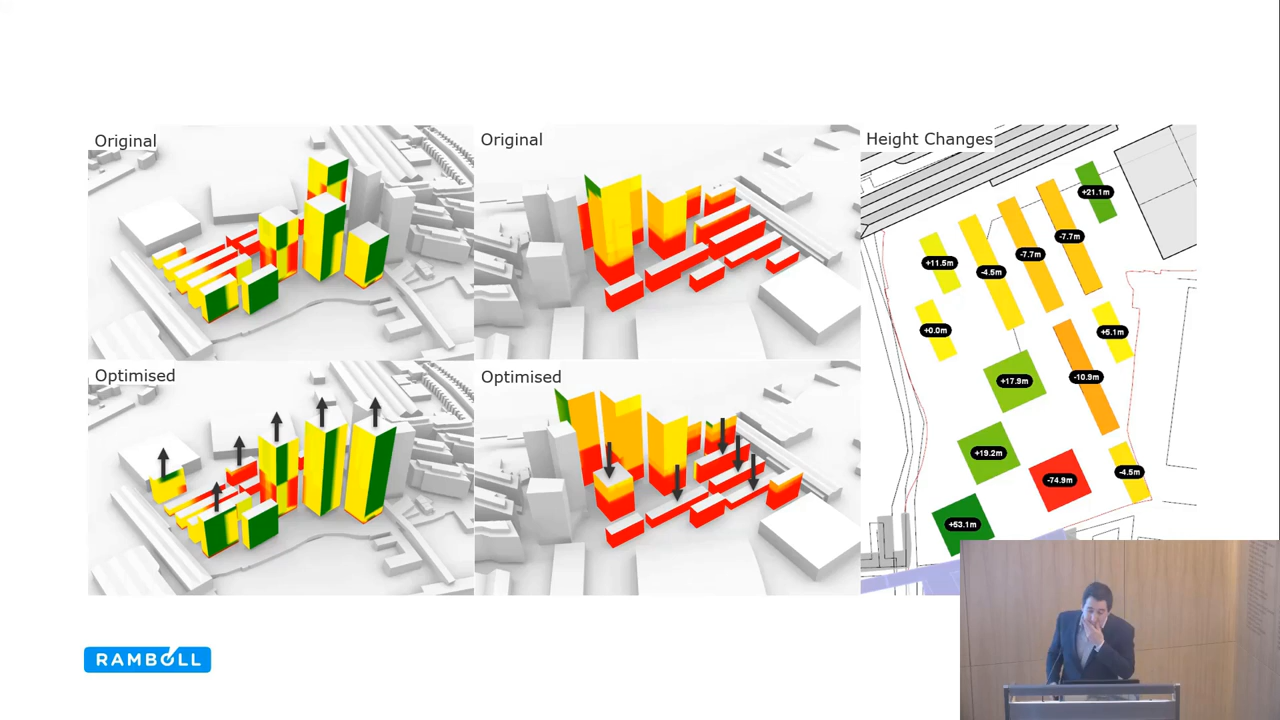 Original
Original
Height Changes
+21.1m
-7.7m
-7.7m
+11.5m
-4.5m
+0.0m
+5.1m
+17.9m
-10.9m
+19.2m
-4.5m
-74.9m
+53.1m
Optimised
Optimised
RAMBOLL